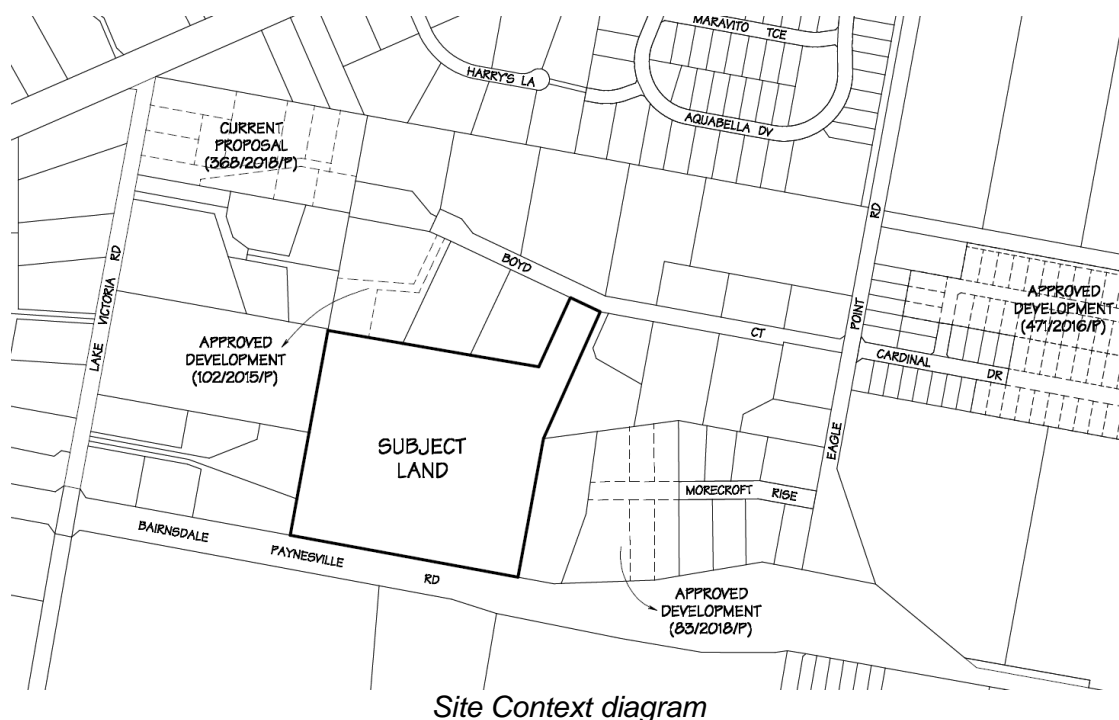 MARAVITO TCE
HARRY'S LA
AQUABELLA DV
CURRENT
PROPOSAL
(368/2018/P)
LAKE VICTORIA RD
BOYD
CT
EAGLE POINT RD
APPROVED
DEVELOPMENT
(471/2016/P)
CARDINAL DR
APPROVED
DEVELOPMENT
(102/2015/P)
SUBJECT
LAND
MORECROFT RISE
BAIRNSDALE PAYNESVILLE RD
APPROVED
DEVELOPMENT
(83/2018/P)
Site Context diagram